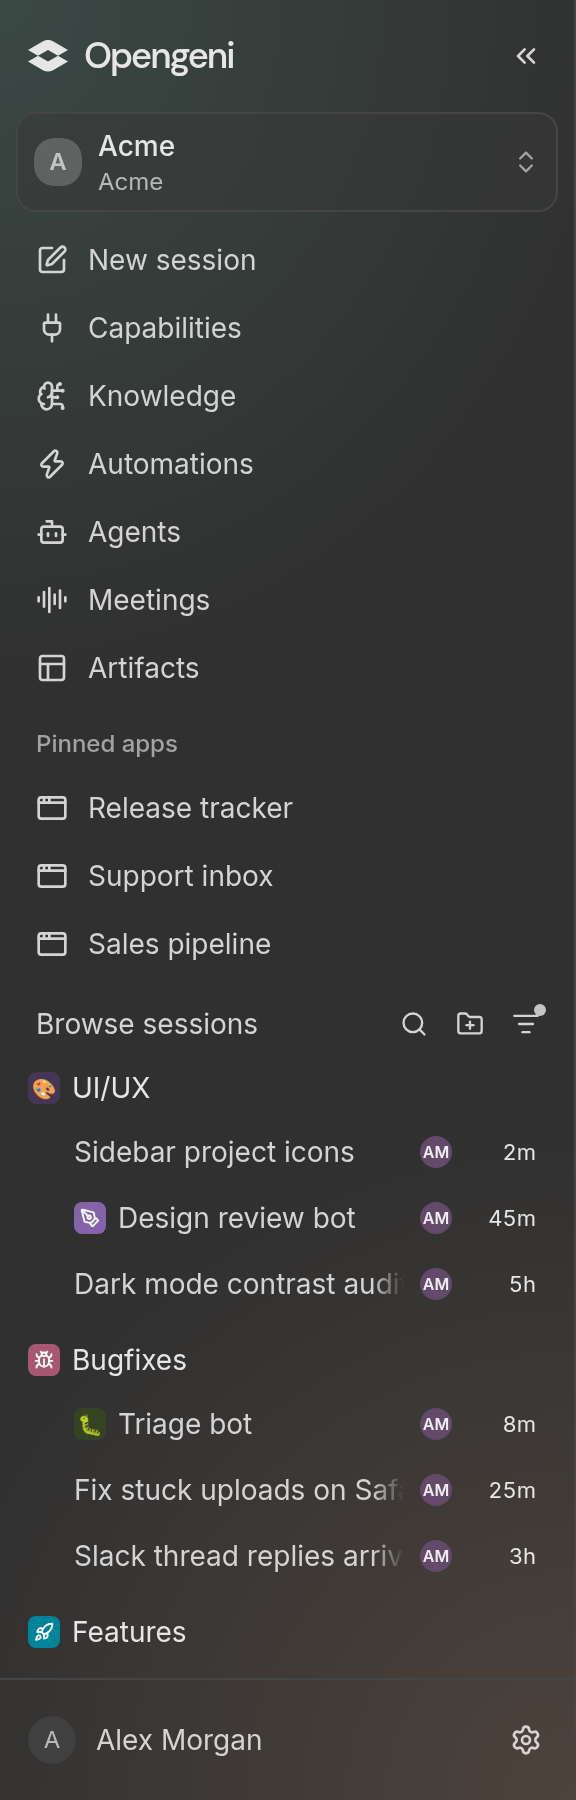 Opengeni
A
Acme
Acme
New session
Capabilities
Knowledge
Automations
Agents
Meetings
Artifacts
Pinned apps
Release tracker
Support inbox
Sales pipeline
Browse sessions
UI/UX
Sidebar project icons AM 2m
Design review bot AM 45m
Dark mode contrast audi AM 5h
Bugfixes
Triage bot AM 8m
Fix stuck uploads on Saf AM 25m
Slack thread replies arriv AM 3h
Features
A Alex Morgan